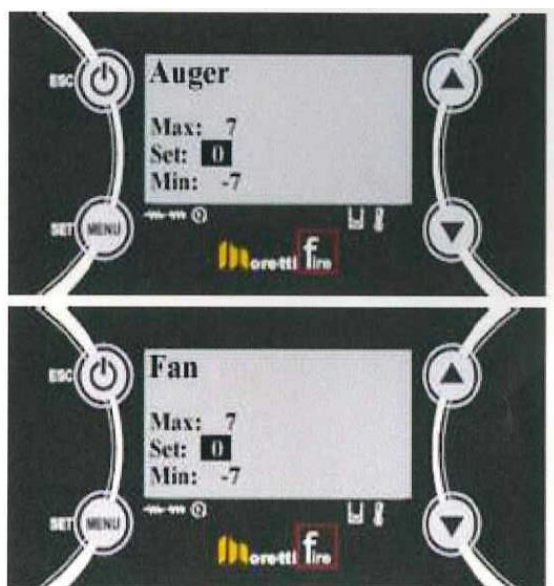 ESC
Auger
Max: 7
Set: 0
Min: -7
SET MENU
Moretti fire
ESC
Fan
Max: 7
Set: 0
Min: -7
SET MENU
Moretti fire